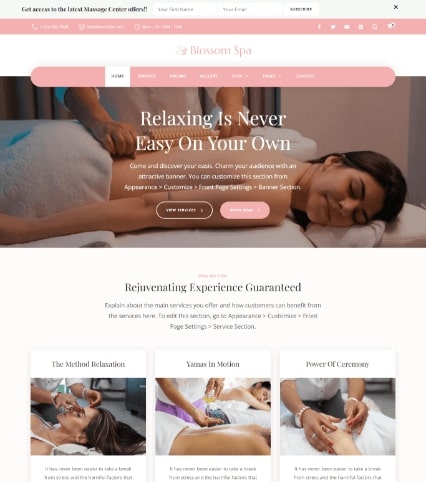 Get access to the latest Massage Center offers!!
Your First Name
Your Email
SUBSCRIBE
Blossom Spa
HOME
SERVICES
PRICING
GALLERY
SHOP
PAGES
CONTACT
Relaxing Is Never
Easy On Your Own
Come and discover your oasis. Charm your audience with an
attractive banner. You can customize this section from
Appearance > Customize > Front Page Settings > Banner Section.
VIEW SERVICES
BOOK NOW
What We Offer
Rejuvenating Experience Guaranteed
Explain about the main services you offer and how customers can benefit from
the services here. To edit this section, go to Appearance > Customize > Front
Page Settings > Service Section.
The Method Relaxation
Yamas In Motion
Power Of Ceremony
It has never been easier to take a break
from stress and the harmful factors that
It has never been easier to take a break
from stress and the harmful factors that
It has never been easier to take a break
from stress and the harmful factors that